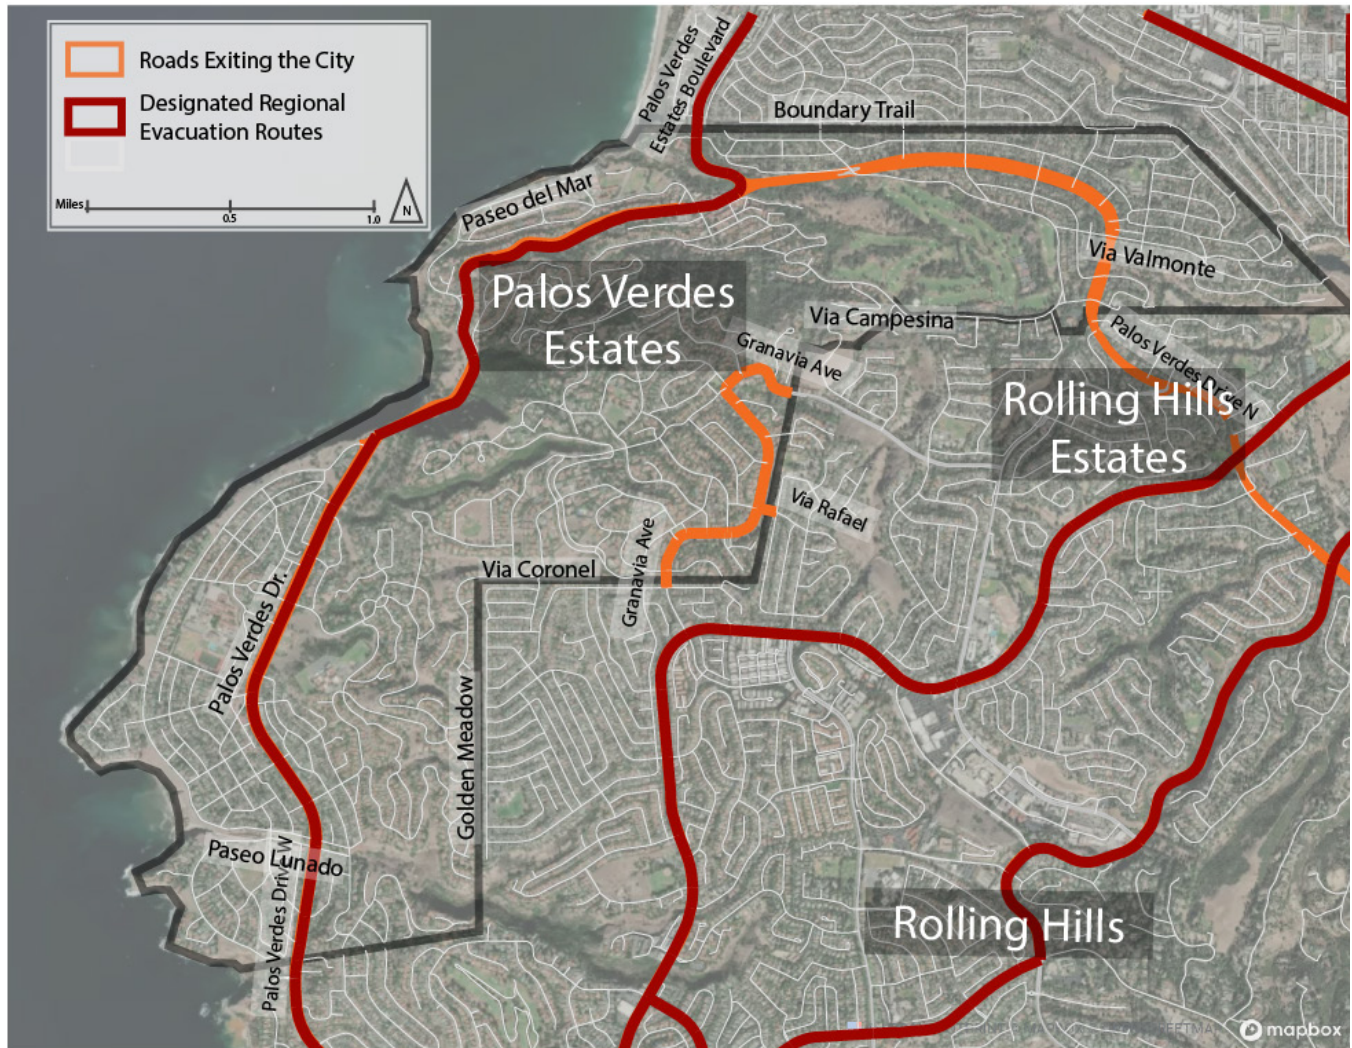 Roads Exiting the City
Designated Regional
Evacuation Routes
Miles
0.5
1.0
N
Palos Verdes
Estates Boulevard
Boundary Trail
Paseo del Mar
Via Valmonte
Palos Verdes
Estates
Via Campesina
Granavia Ave
Palos Verdes Drive N
Rolling Hills
Estates
Via Rafael
Granavia Ave
Via Coronel
Palos Verdes Dr.
Golden Meadow
Paseo Lunado
Palos Verdes Drive W
Rolling Hills
mapbox